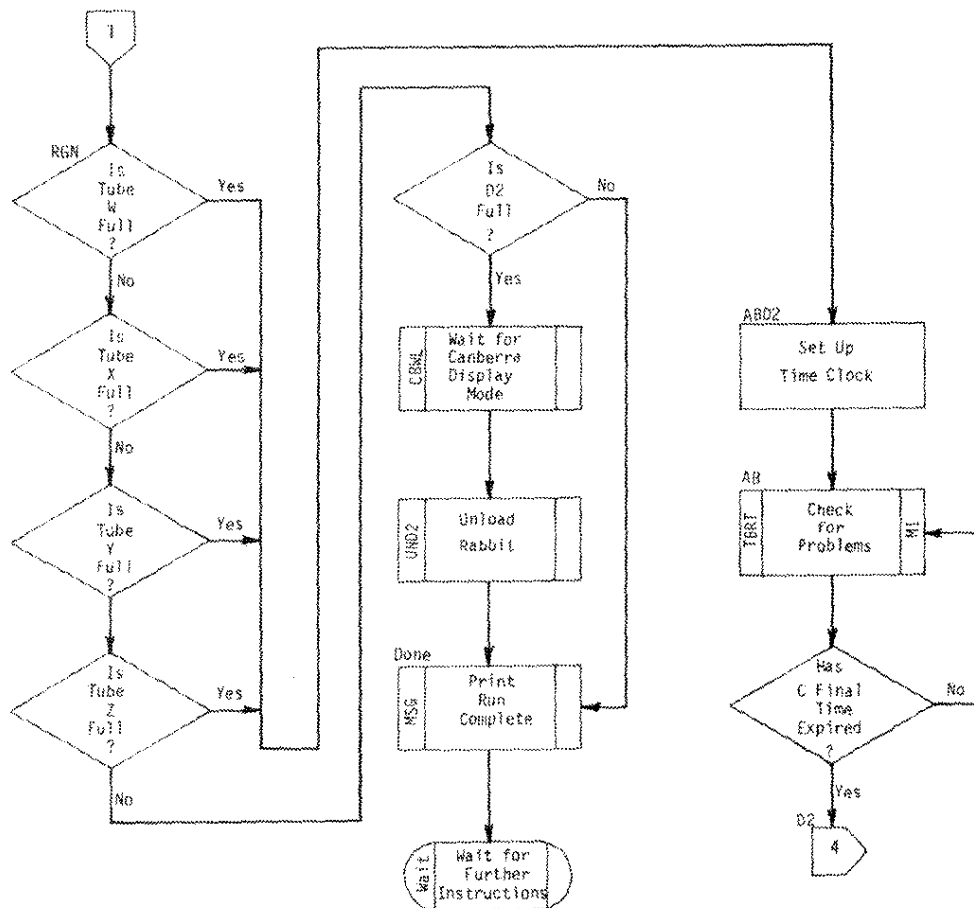 1
RGN
Is
Tube
W
Full
?
Yes
No
Is
Tube
X
Full
?
Yes
No
Is
Tube
Y
Full
?
Yes
Is
Tube
Z
Full
?
Yes
No
Is
D2
Full
?
No
Yes
CBWL
Wait for
Canberra
Display
Mode
UND2
Unload
Rabbit
Done
MSG
Print
Run
Complete
Wait
Wait for
Further
Instructions
ABD2
Set Up
Time Clock
AB
TBRT
Check
for
Problems
M1
Has
C Final
Time
Expired
?
No
Yes
D2
4